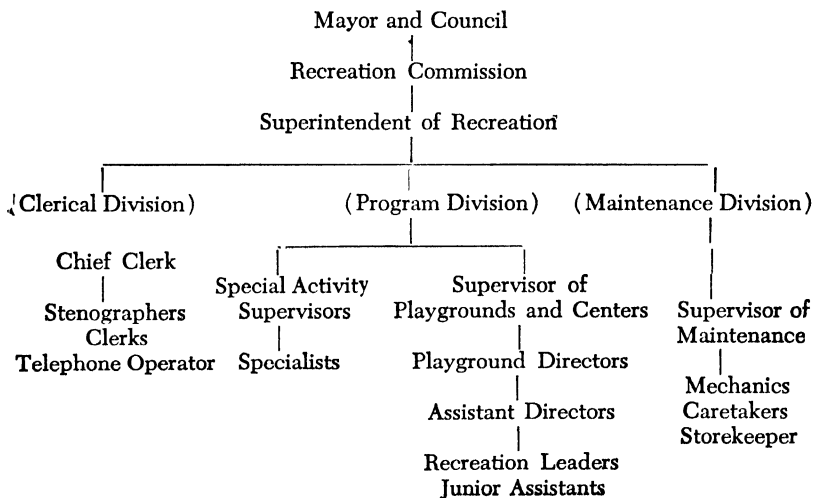 Mayor and Council
Recreation Commission
Superintendent of Recreation
(Clerical Division)
(Program Division)
(Maintenance Division)
Chief Clerk
Stenographers
Clerks
Telephone Operator
Special Activity
Supervisors
Specialists
Supervisor of
Playgrounds and Centers
Playground Directors
Assistant Directors
Recreation Leaders
Junior Assistants
Supervisor of
Maintenance
Mechanics
Caretakers
Storekeeper